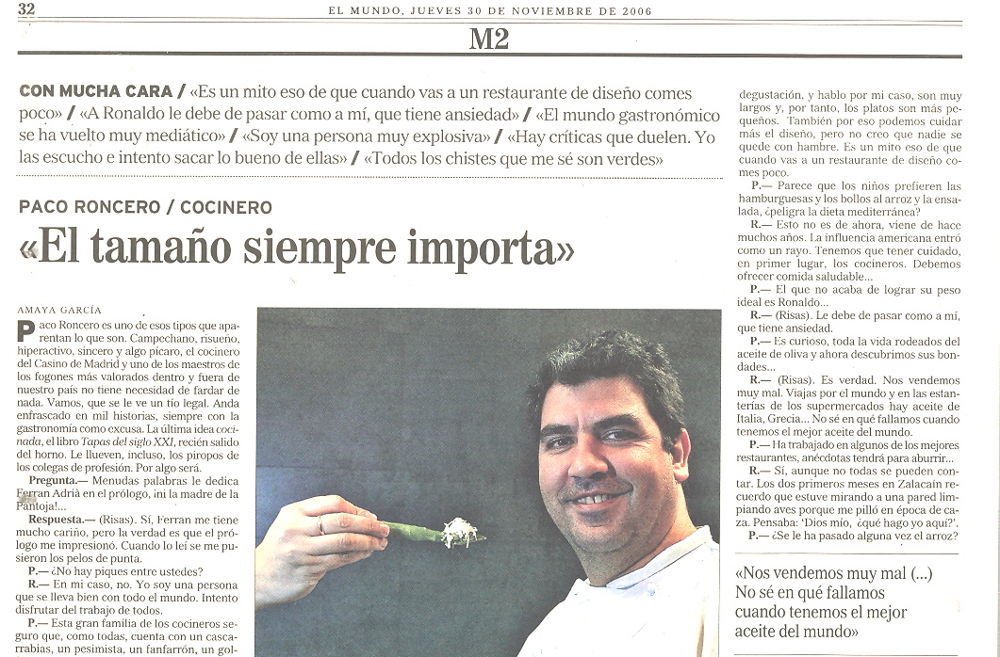 32
EL MUNDO, JUEVES 30 DE NOVIEMBRE DE 2006
M2
CON MUCHA CARA / «Es un mito eso de que cuando vas a un restaurante de diseño comes
poco» / «A Ronaldo le debe de pasar como a mí, que tiene ansiedad» / «El mundo gastronómico
se ha vuelto muy mediático» / «Soy una persona muy explosiva» / «Hay críticas que duelen. Yo
las escucho e intento sacar lo bueno de ellas» / «Todos los chistes que me sé son verdes»
PACO RONCERO / COCINERO
«El tamaño siempre importa»
AMAYA GARCÍA
Paco Roncero es uno de esos tipos que apa-
rentan lo que son. Campechano, risueño,
hiperactivo, sincero y algo pícaro, el cocinero
del Casino de Madrid y uno de los maestros de
los fogones más valorados dentro y fuera de
nuestro país no tiene necesidad de fardar de
nada. Vamos, que se le ve un tío legal. Anda
enfrascado en mil historias, siempre con la
gastronomía como excusa. La última idea coci-
nada, el libro Tapas del siglo XXI, recién salido
del horno. Le llueven, incluso, los piropos de
los colegas de profesión. Por algo será.
Pregunta.— Menudas palabras le dedica
Ferran Adrià en el prólogo, ¡ni la madre de la
Pantoja!...
Respuesta.— (Risas). Sí, Ferran me tiene
mucho cariño, pero la verdad es que el pró-
logo me impresionó. Cuando lo leí se me pu-
sieron los pelos de punta.
P.— ¿No hay piques entre ustedes?
R.— En mi caso, no. Yo soy una persona
que se lleva bien con todo el mundo. Intento
disfrutar del trabajo de todos.
P.— Esta gran familia de los cocineros se-
guro que, como todas, cuenta con un casca-
rrabias, un pesimista, un fanfarrón, un gol-
degustación, y hablo por mi caso, son muy
largos y, por tanto, los platos son más pe-
queños. También por eso podemos cuidar
más el diseño, pero no creo que nadie se
quede con hambre. Es un mito eso de que
cuando vas a un restaurante de diseño co-
mes poco.
P.— Parece que los niños prefieren las
hamburguesas y los bollos al arroz y la ensa-
lada, ¿peligra la dieta mediterránea?
R.— Esto no es de ahora, viene de hace
muchos años. La influencia americana entró
como un rayo. Tenemos que tener cuidado,
en primer lugar, los cocineros. Debemos
ofrecer comida saludable...
P.— El que no acaba de lograr su peso
ideal es Ronaldo...
R.— (Risas). Le debe de pasar como a mí,
que tiene ansiedad.
P.— Es curioso, toda la vida rodeados del
aceite de oliva y ahora descubrimos sus bon-
dades...
R.— (Risas). Es verdad. Nos vendemos
muy mal. Viajas por el mundo y en las estan-
terías de los supermercados hay aceite de
Italia, Grecia... No sé en qué fallamos cuando
tenemos el mejor aceite del mundo.
P.— Ha trabajado en algunos de los mejores
restaurantes, anécdotas tendrá para aburrir...
R.— Sí, aunque no todas se pueden con-
tar. Los dos primeros meses en Zalacaín re-
cuerdo que estuve mirando a una pared lim-
piando aves porque me pilló en época de ca-
za. Pensaba: 'Dios mío, ¿qué hago yo aquí?'.
P.— ¿Se le ha pasado alguna vez el arroz?
«Nos vendemos muy mal (...)
No sé en qué fallamos
cuando tenemos el mejor
aceite del mundo»